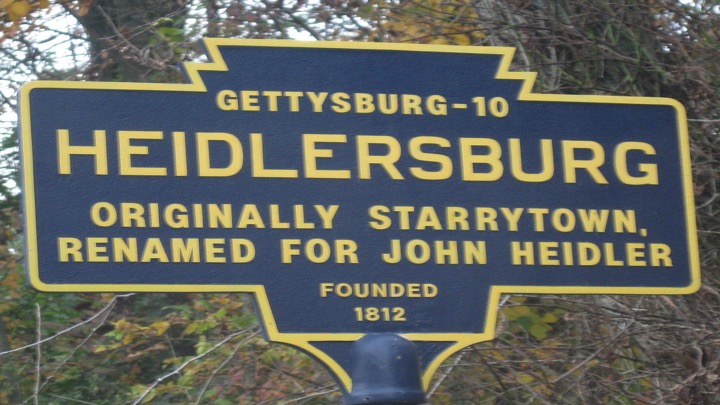 GETTYSBURG-10
HEIDLERSBURG
ORIGINALLY STARRYTOWN,
RENAMED FOR JOHN HEIDLER
FOUNDED
1812